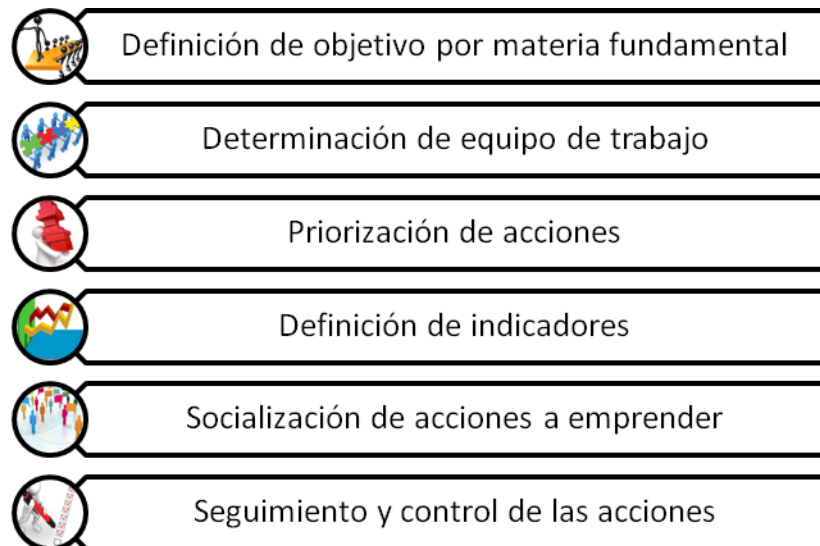 Definición de objetivo por materia fundamental
Determinación de equipo de trabajo
Priorización de acciones
Definición de indicadores
Socialización de acciones a emprender
Seguimiento y control de las acciones